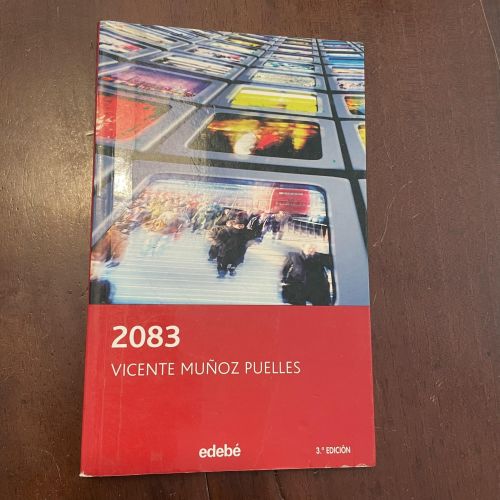 2083
VICENTE MUÑOZ PUELLES
edebé
3.ª EDICIÓN